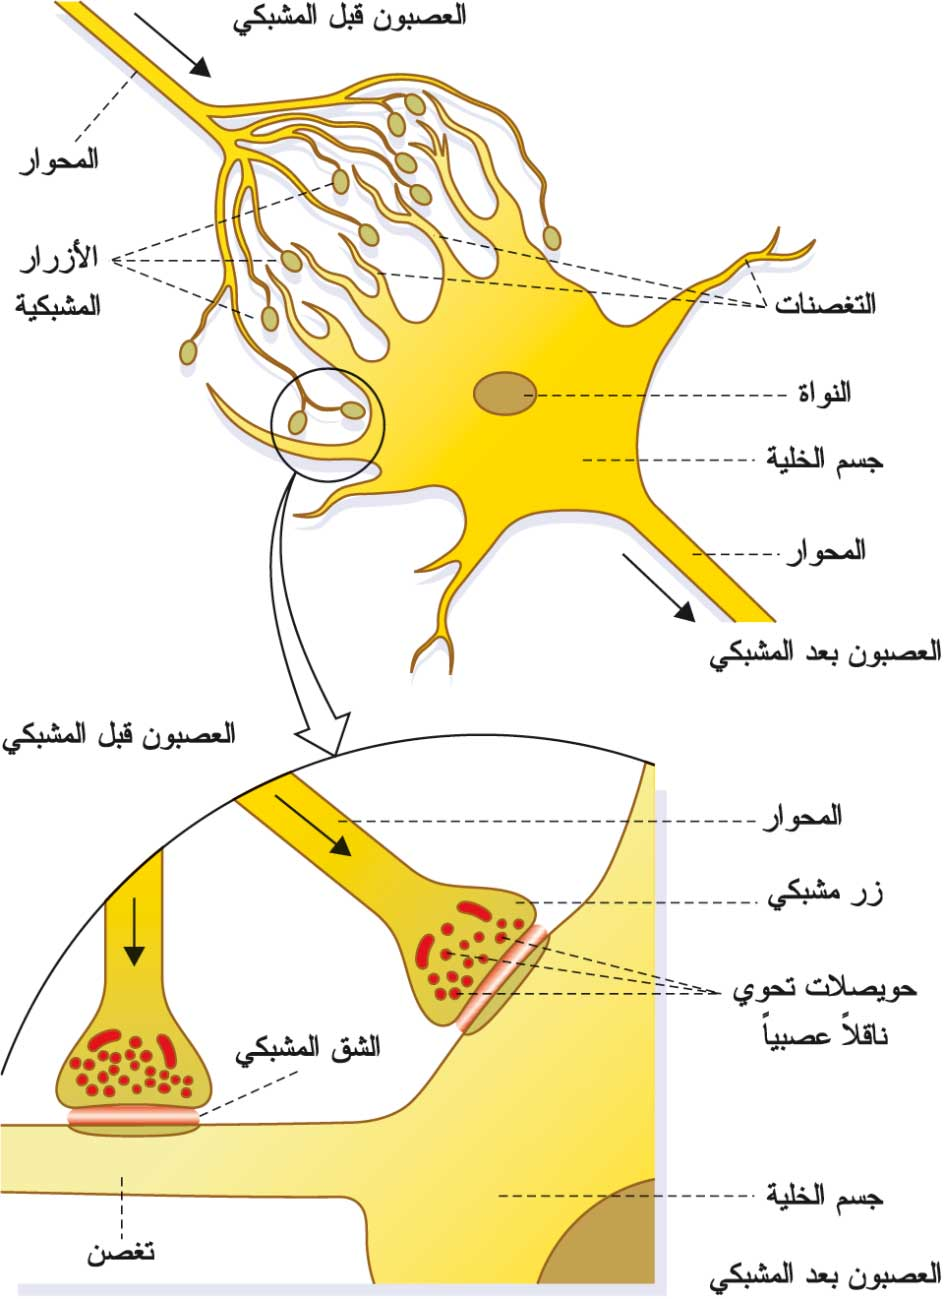 العصبون قبل المشبكي
المحوار
الأزرار
المشبكية
التغصنات
النواة
جسم الخلية
المحوار
العصبون بعد المشبكي
العصبون قبل المشبكي
المحوار
زر مشبكي
حويصلات تحوي
ناقلاً عصبياً
الشق المشبكي
جسم الخلية
تغصن
العصبون بعد المشبكي